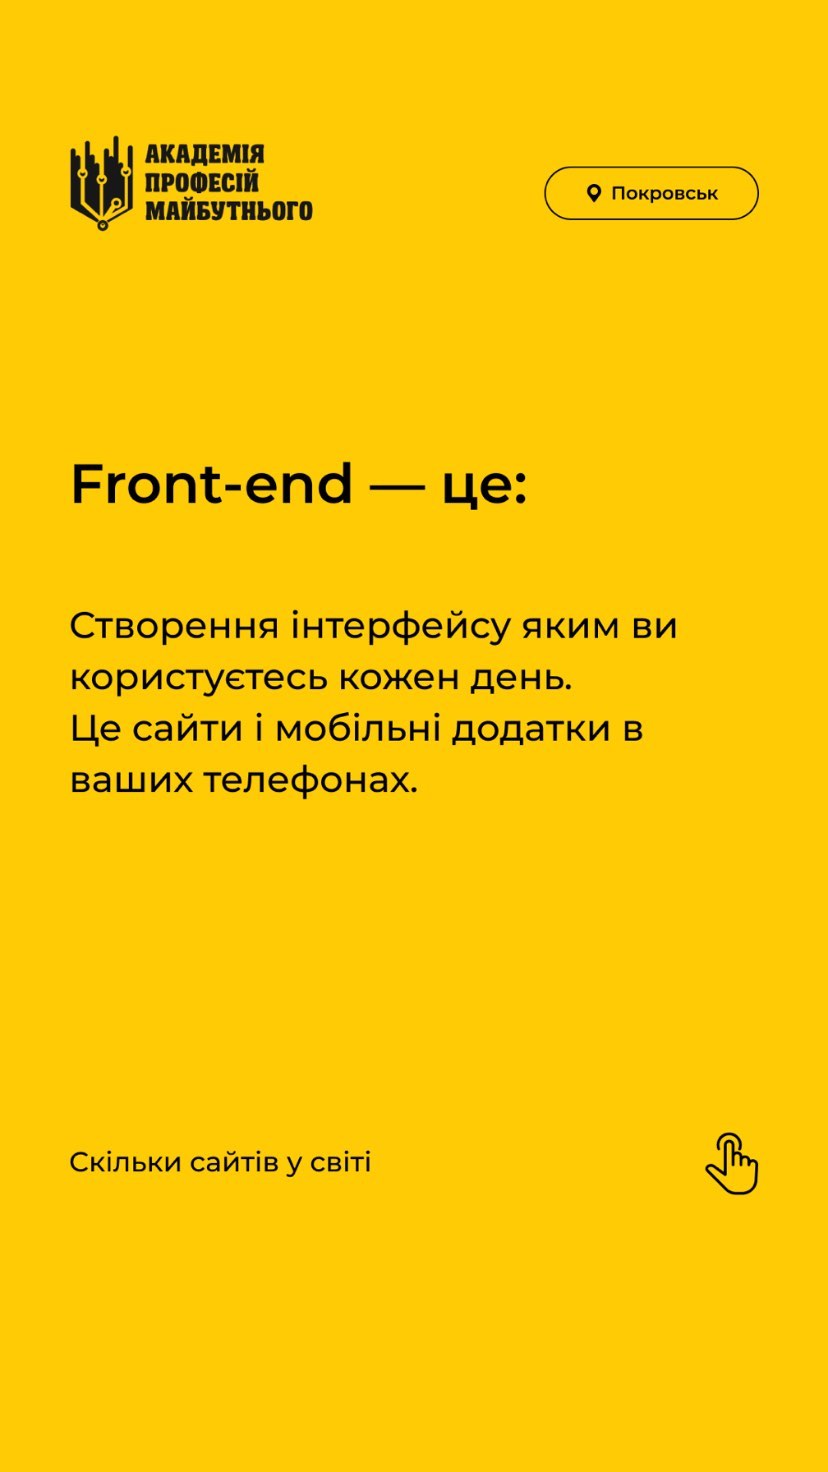 АКАДЕМІЯ
ПРОФЕСІЙ
МАЙБУТНЬОГО
Покровськ
Front-end — це:
Створення інтерфейсу яким ви
користуєтесь кожен день.
Це сайти і мобільні додатки в
ваших телефонах.
Скільки сайтів у світі